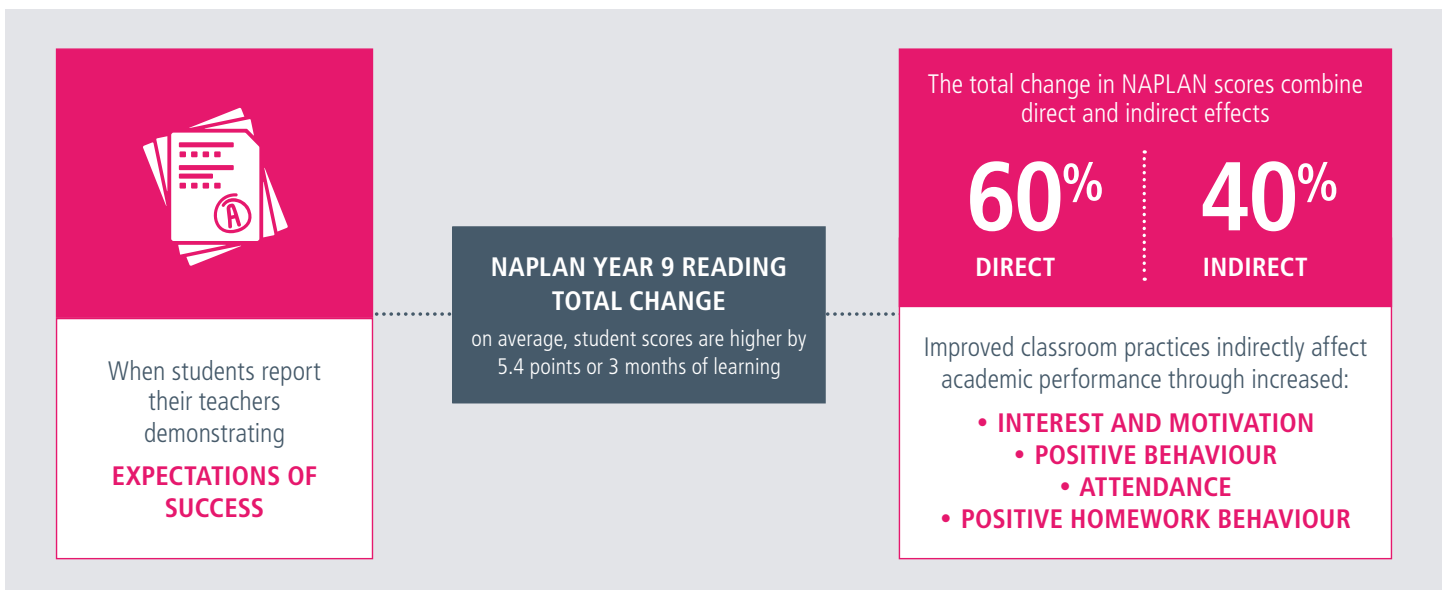 A
When students report
their teachers
demonstrating
EXPECTATIONS OF
SUCCESS
NAPLAN YEAR 9 READING
TOTAL CHANGE
on average, student scores are higher by
5.4 points or 3 months of learning
The total change in NAPLAN scores combine
direct and indirect effects
60%
DIRECT
40%
INDIRECT
Improved classroom practices indirectly affect
academic performance through increased:
• INTEREST AND MOTIVATION
• POSITIVE BEHAVIOUR
• ATTENDANCE
• POSITIVE HOMEWORK BEHAVIOUR